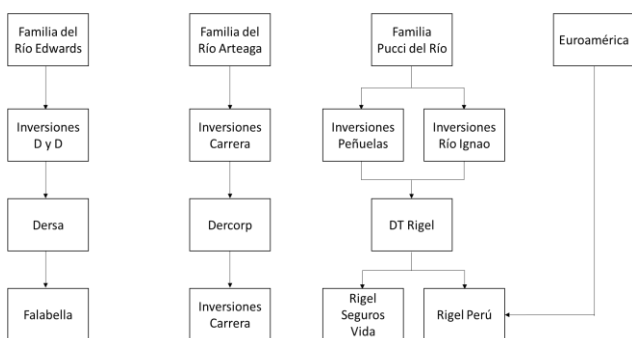 Familia del
Río Edwards
Familia del
Río Arteaga
Familia
Pucci del Río
Euroamérica
Inversiones
D y D
Inversiones
Carrera
Inversiones
Peñuelas
Inversiones
Río Ignao
Dersa
Dercorp
DT Rigel
Falabella
Inversiones
Carrera
Rigel
Seguros
Vida
Rigel Perú